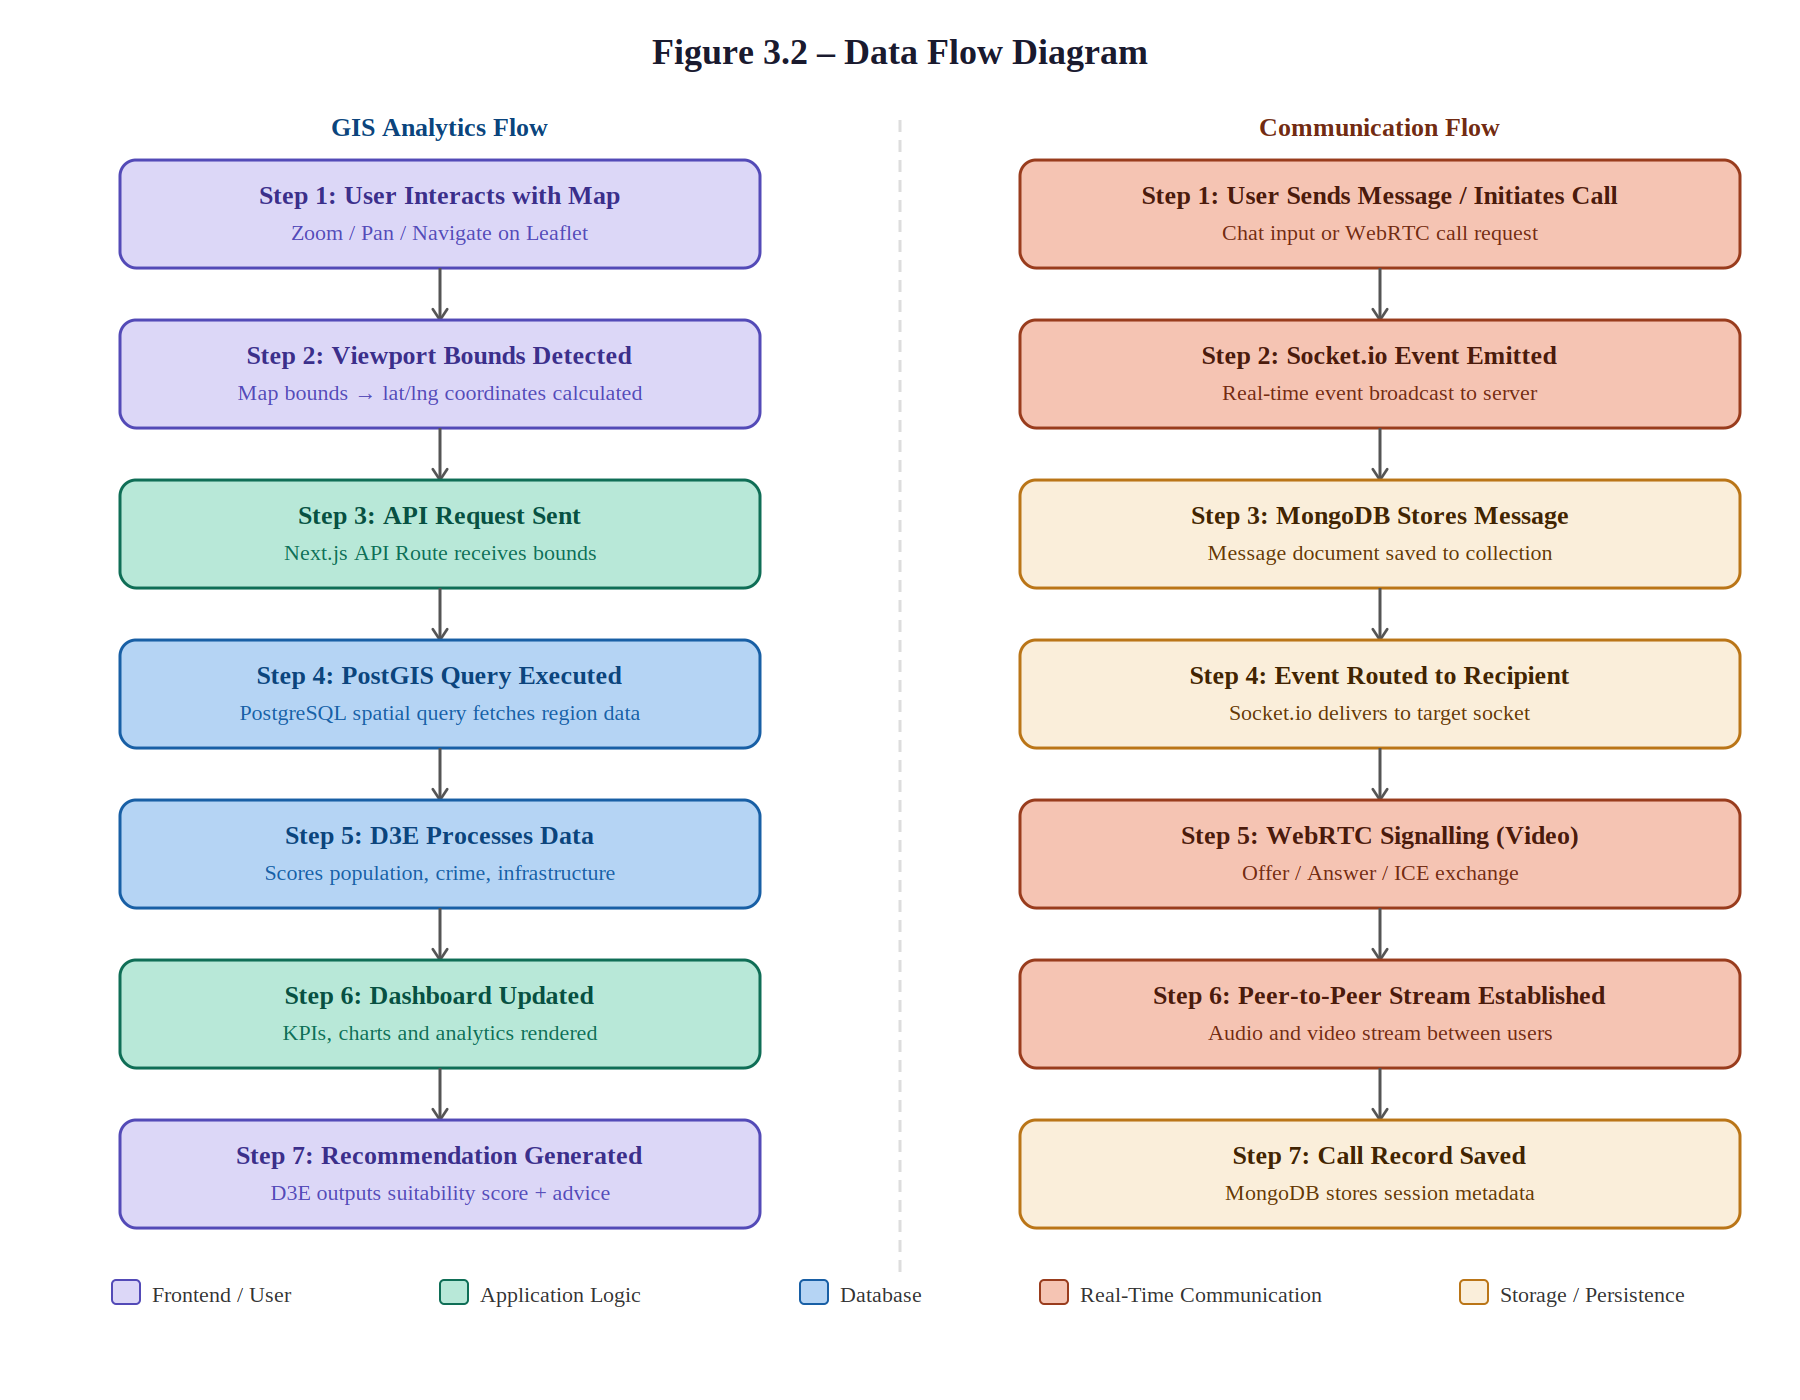 Figure 3.2 – Data Flow Diagram
GIS Analytics Flow
Step 1: User Interacts with Map
Zoom / Pan / Navigate on Leaflet
Step 2: Viewport Bounds Detected
Map bounds → lat/lng coordinates calculated
Step 3: API Request Sent
Next.js API Route receives bounds
Step 4: PostGIS Query Executed
PostgreSQL spatial query fetches region data
Step 5: D3E Processes Data
Scores population, crime, infrastructure
Step 6: Dashboard Updated
KPIs, charts and analytics rendered
Step 7: Recommendation Generated
D3E outputs suitability score + advice
Communication Flow
Step 1: User Sends Message / Initiates Call
Chat input or WebRTC call request
Step 2: Socket.io Event Emitted
Real-time event broadcast to server
Step 3: MongoDB Stores Message
Message document saved to collection
Step 4: Event Routed to Recipient
Socket.io delivers to target socket
Step 5: WebRTC Signalling (Video)
Offer / Answer / ICE exchange
Step 6: Peer-to-Peer Stream Established
Audio and video stream between users
Step 7: Call Record Saved
MongoDB stores session metadata
Frontend / User
Application Logic
Database
Real-Time Communication
Storage / Persistence